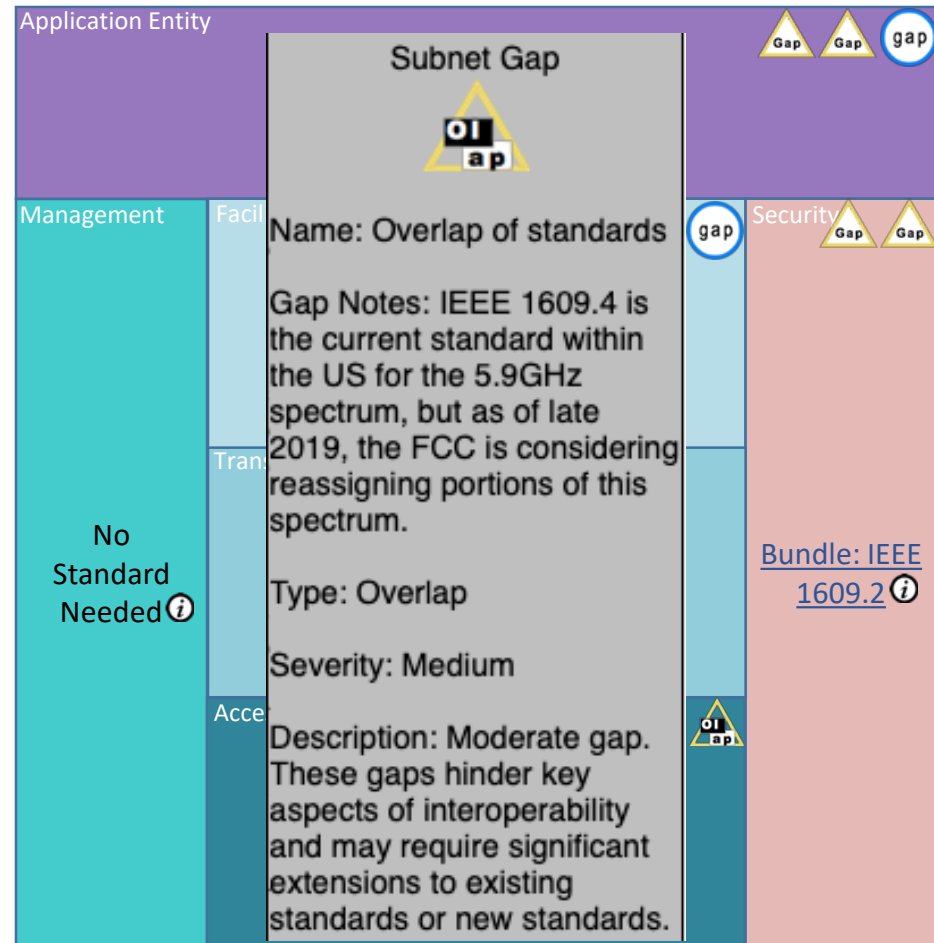 Application Entity
Gap
Gap
gap
Subnet Gap
Ol
ap
Management
Facil
gap
Security
Gap
Gap
Name: Overlap of standards
Gap Notes: IEEE 1609.4 is
the current standard within
the US for the 5.9GHz
spectrum, but as of late
2019, the FCC is considering
reassigning portions of this
spectrum.
Trans
No
Standard
Needed i
Bundle: IEEE
1609.2 i
Type: Overlap
Severity: Medium
Acce
Ol
ap
Description: Moderate gap.
These gaps hinder key
aspects of interoperability
and may require significant
extensions to existing
standards or new standards.